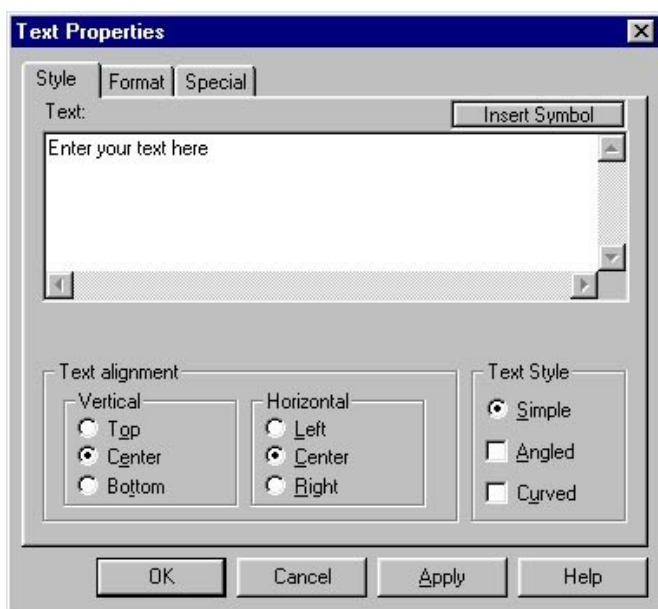 Text Properties
Style Format Special
Text: Insert Symbol
Enter your text here
Text alignment Text Style
Vertical Horizontal
Top Left Simple
Center Center Angled
Bottom Right Curved
OK Cancel Apply Help